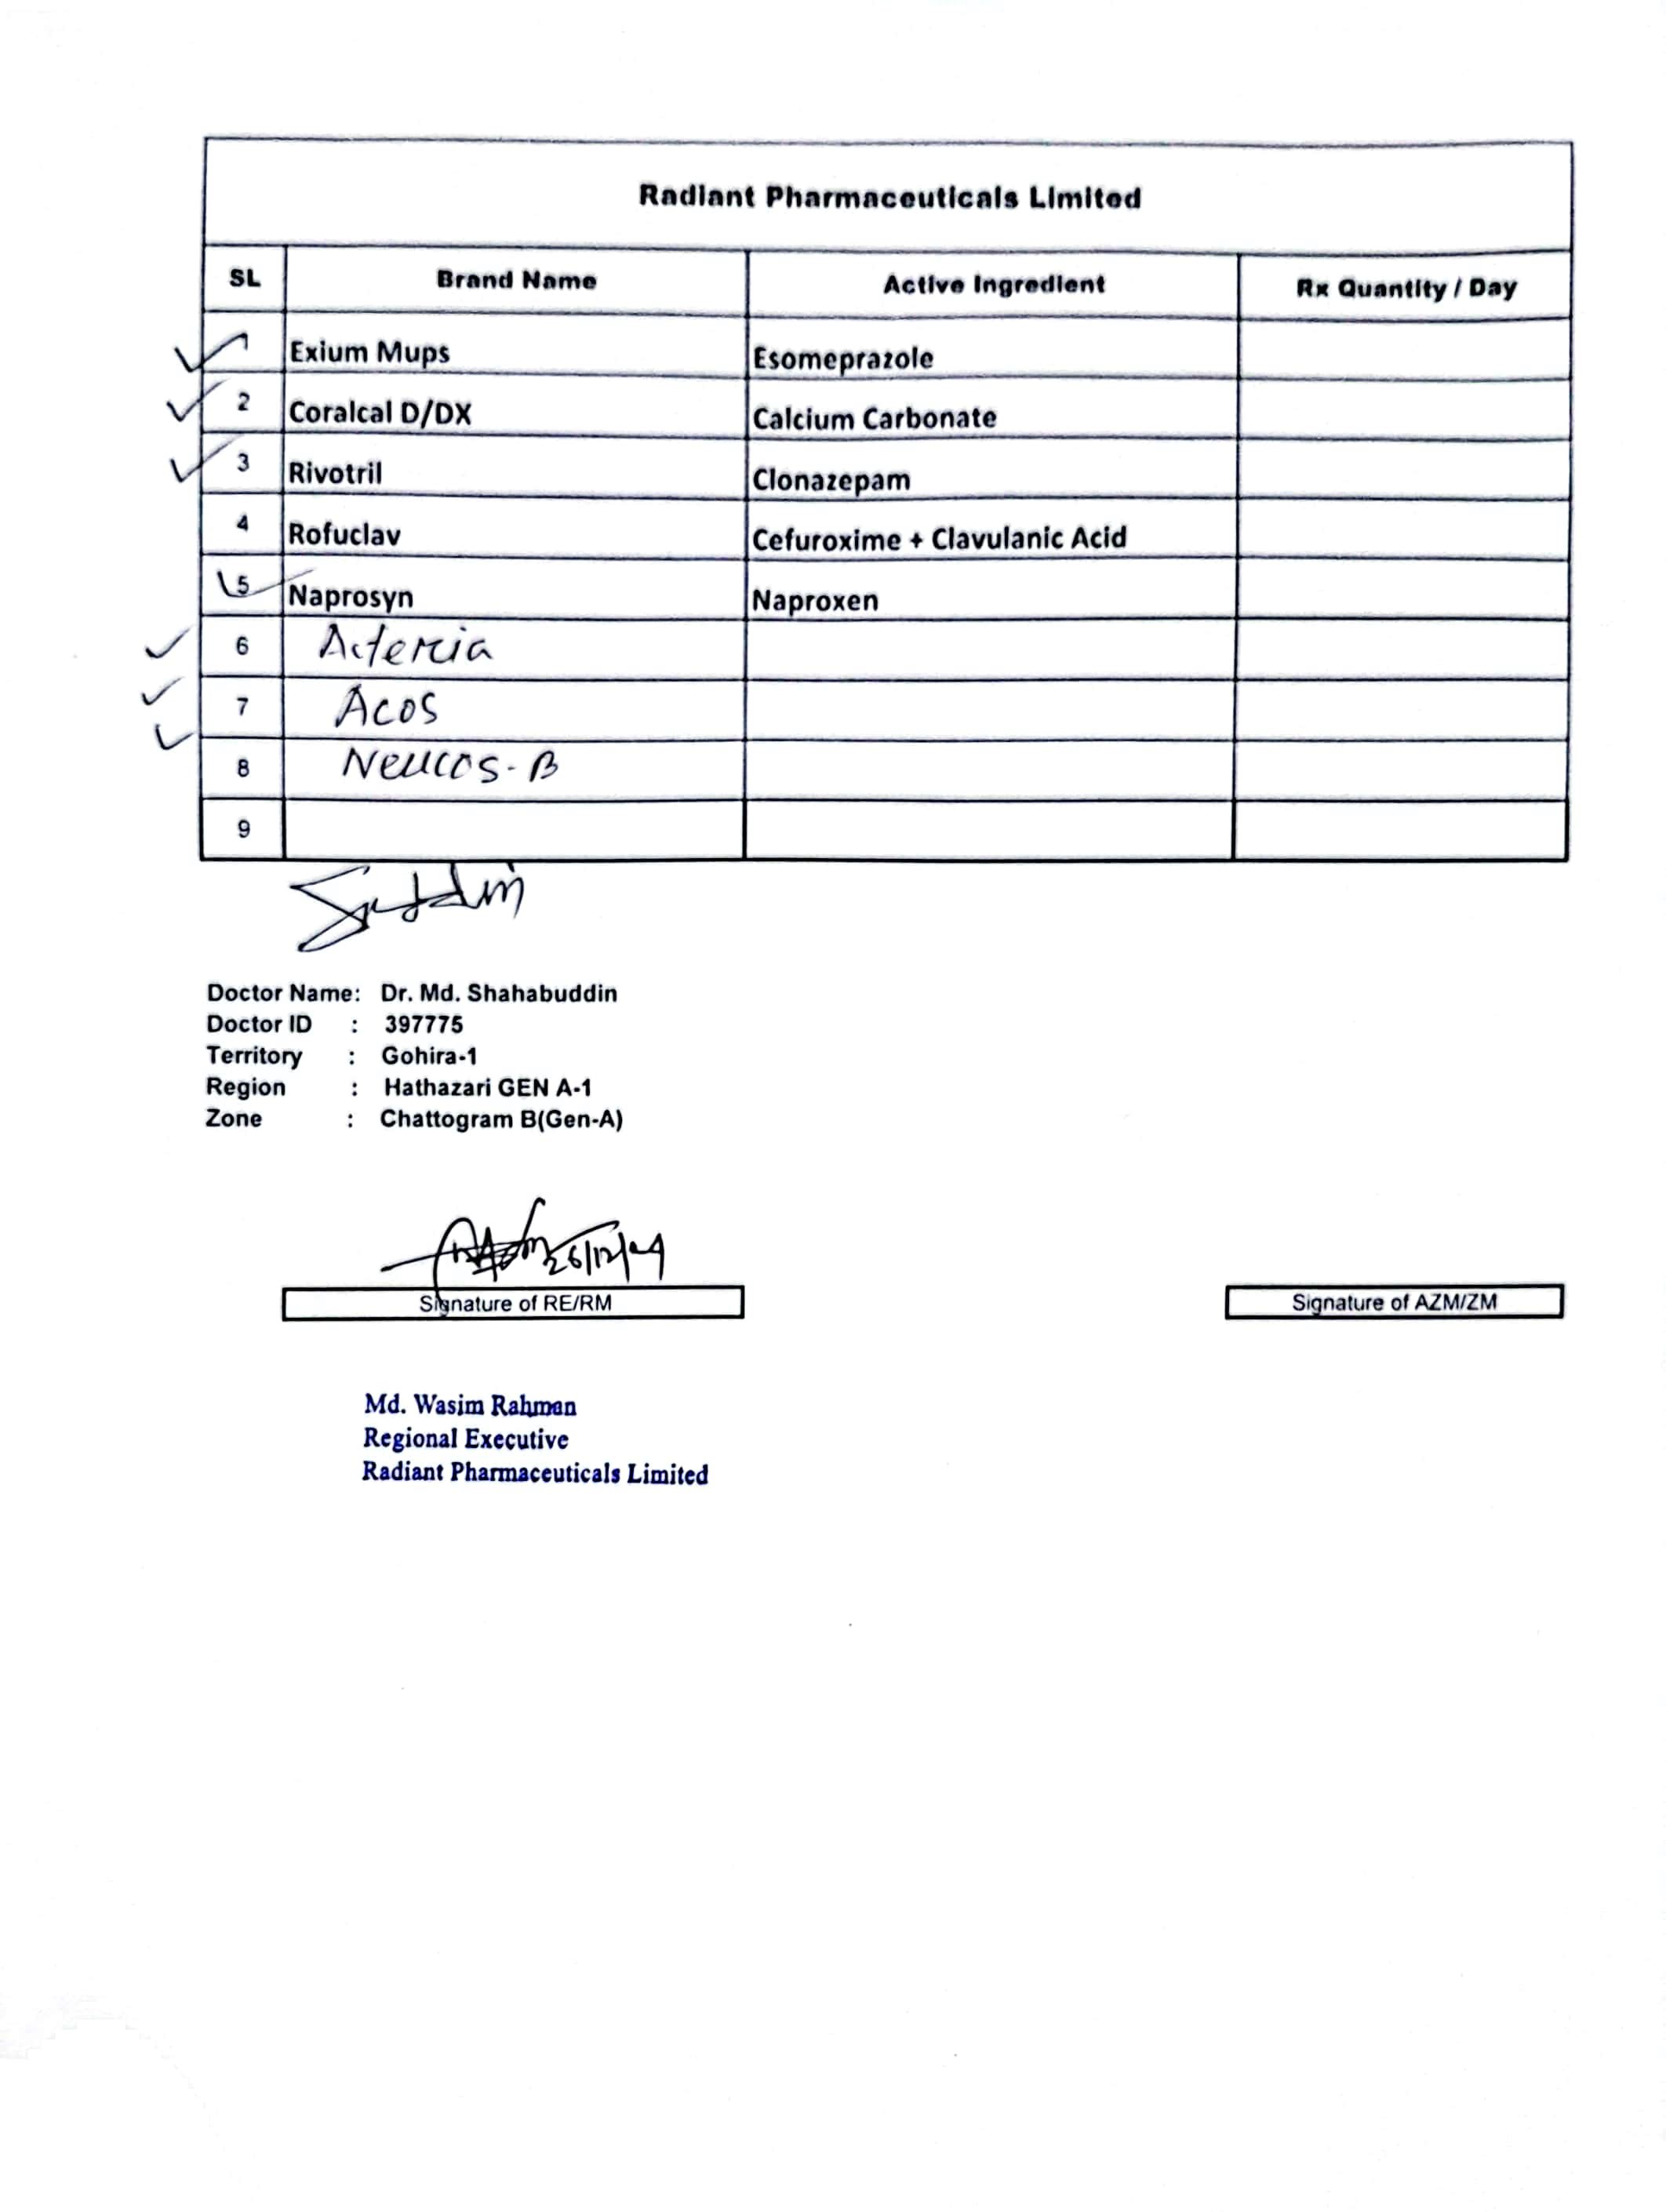 Radiant Pharmaceuticals Limited
SL Brand Name Active Ingredient Rx Quantity / Day
1 Exium Mups Esomeprazole
2 Coralcal D/DX Calcium Carbonate
3 Rivotril Clonazepam
4 Rofuclav Cefuroxime + Clavulanic Acid
5 Naprosyn Naproxen
6
7 Acos
8 Neucos-B
9
Doctor Name: Dr. Md. Shahabuddin
Doctor ID : 397775
Territory : Gohira-1
Region : Hathazari GEN A-1
Zone : Chattogram B(Gen-A)
26/12/24
Signature of RE/RM Signature of AZM/ZM
Md. Wasim Rahman
Regional Executive
Radiant Pharmaceuticals Limited